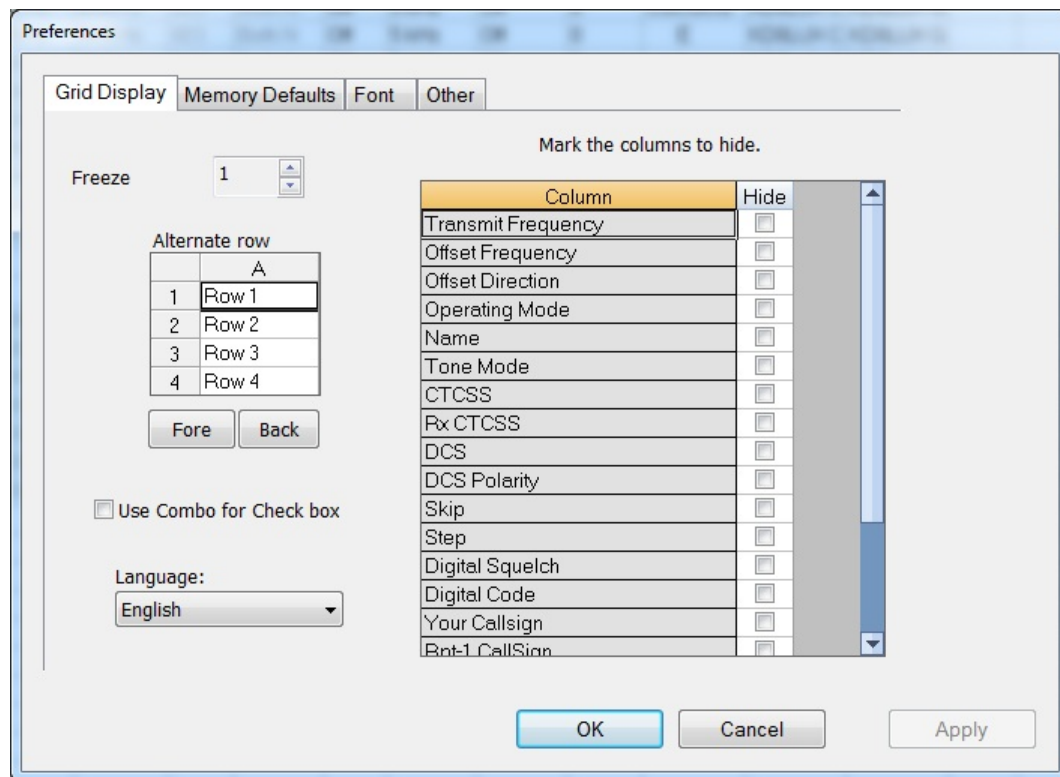 Preferences
Grid Display Memory Defaults Font Other
Mark the columns to hide.
Freeze 1
Column Hide
Transmit Frequency
Offset Frequency
Offset Direction
Operating Mode
Name
Tone Mode
CTCSS
Rx CTCSS
DCS
DCS Polarity
Skip
Step
Digital Squelch
Digital Code
Your Callsign
Rpt-1 CallSign
Alternate row
A
1 Row 1
2 Row 2
3 Row 3
4 Row 4
Fore Back
Use Combo for Check box
Language:
English
OK Cancel Apply